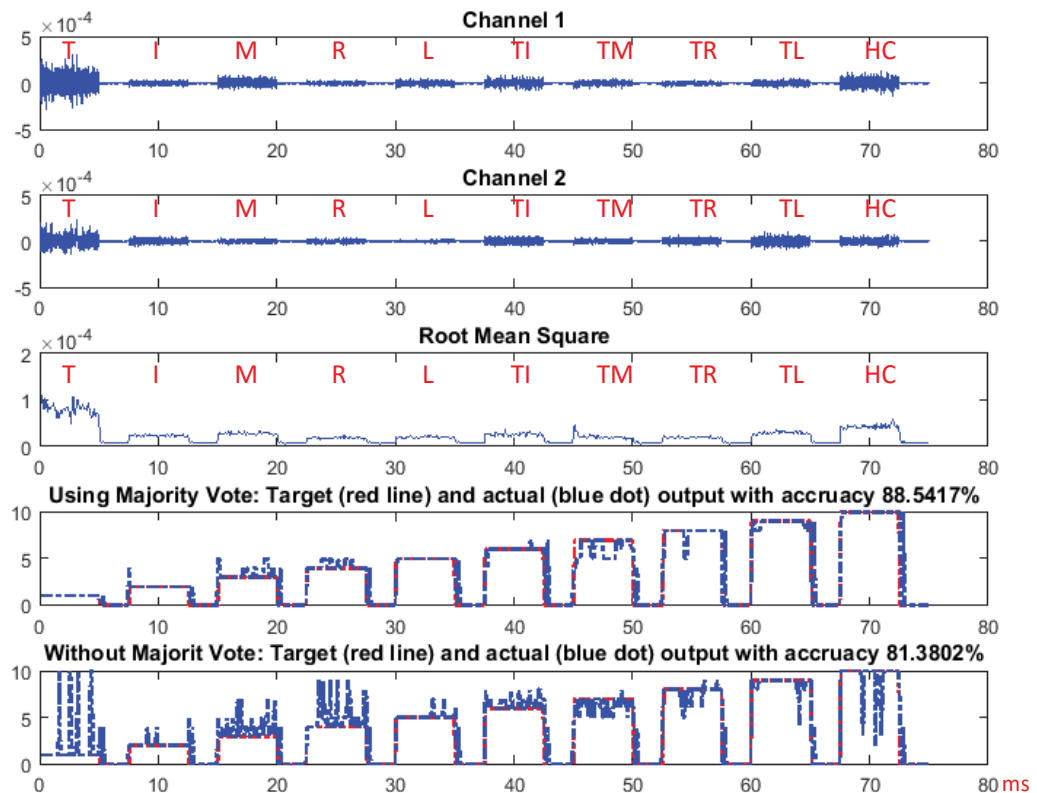 Channel 1
×10^-4
T I M R L TI TM TR TL HC
5
0
-5
0 10 20 30 40 50 60 70 80
Channel 2
×10^-4
T I M R L TI TM TR TL HC
5
0
-5
0 10 20 30 40 50 60 70 80
Root Mean Square
×10^-4
T I M R L TI TM TR TL HC
2
1
0
0 10 20 30 40 50 60 70 80
Using Majority Vote: Target (red line) and actual (blue dot) output with accruacy 88.5417%
10
5
0
0 10 20 30 40 50 60 70 80
Without Majorit Vote: Target (red line) and actual (blue dot) output with accruacy 81.3802%
10
5
0
0 10 20 30 40 50 60 70 80 ms